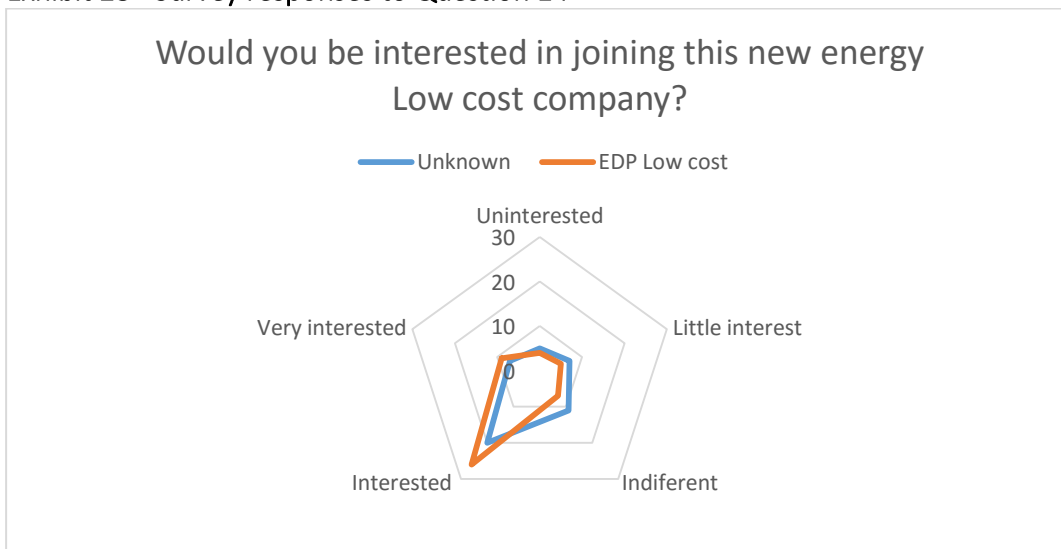 Would you be interested in joining this new energy
Low cost company?
Unknown EDP Low cost
Uninterested
30
20
10
0
Very interested
Little interest
Interested
Indiferent